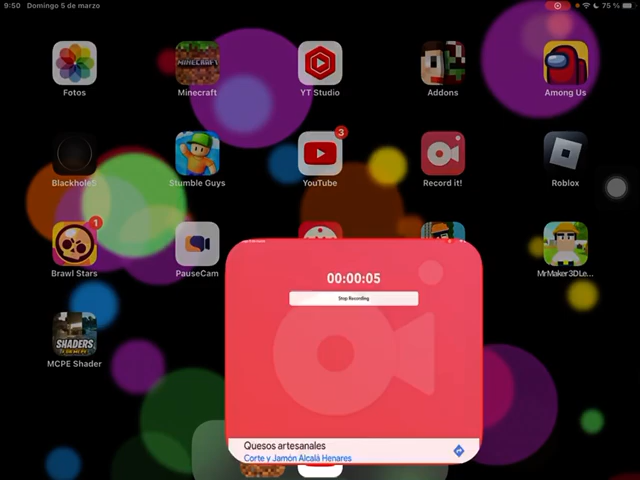 9:50 Domingo 5 de marzo
75 %
MINECRAFT
Fotos
Minecraft
YT Studio
Addons
Among Us
3
Blackhole5
Stumble Guys
YouTube
Record it!
Roblox
1
Brawl Stars
PauseCam
MrMaker3DLe...
SHADERS
MCPE Shader
00:00:05
Stop Recording
Quesos artesanales
Corte y Jamón Alcalá Henares